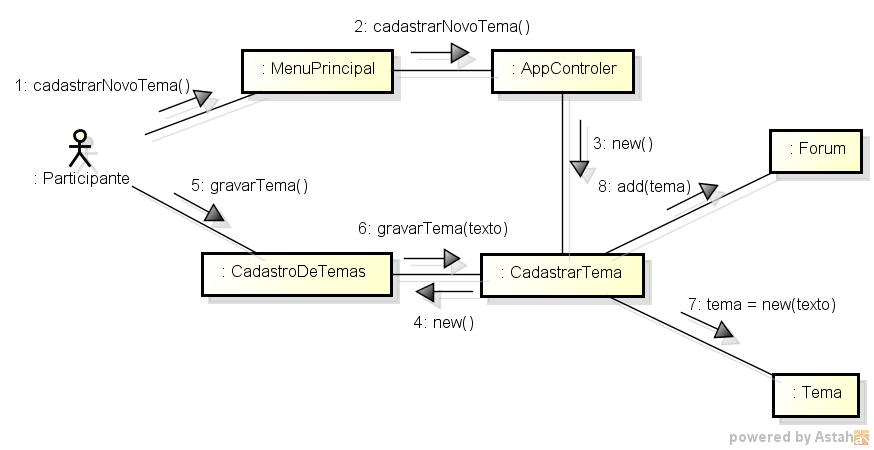 2: cadastrarNovoTema()
: MenuPrincipal
: AppControler
1: cadastrarNovoTema()
3: new()
: Forum
: Participante
5: gravarTema()
8: add(tema)
6: gravarTema(texto)
: CadastroDeTemas
: CadastrarTema
4: new()
7: tema = new(texto)
: Tema
powered by Astah